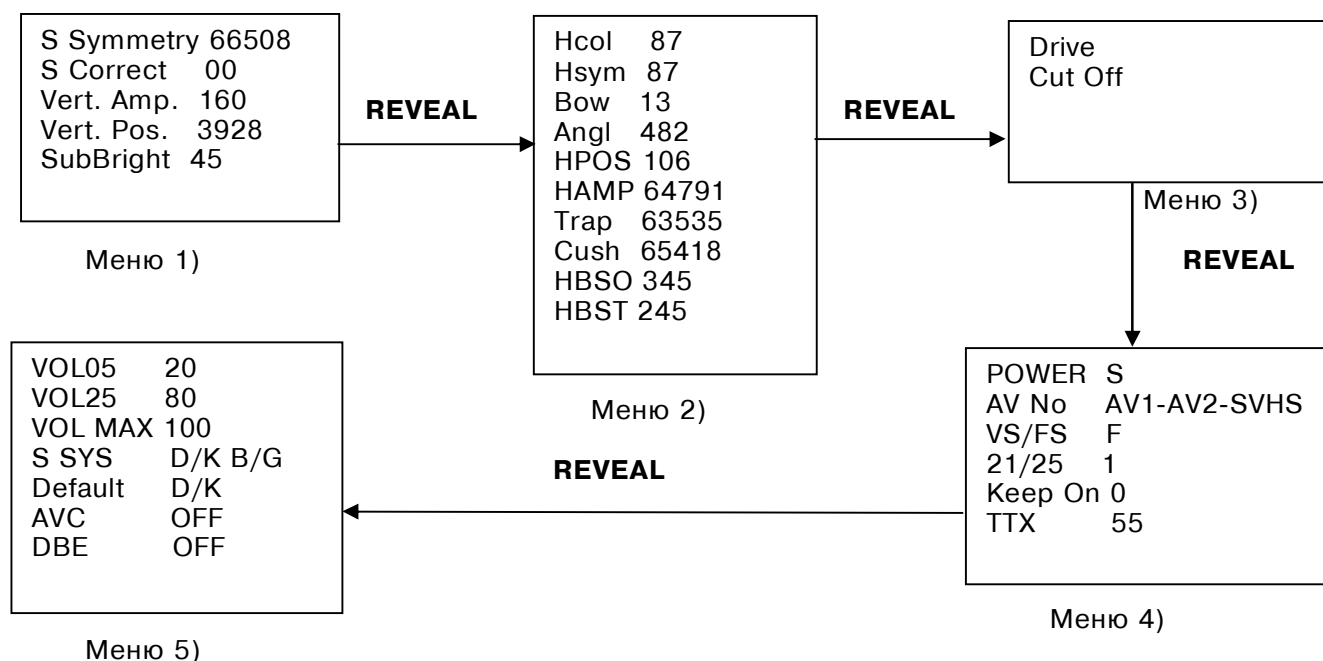 S Symmetry 66508
S Correct 00
Vert. Amp. 160
Vert. Pos. 3928
SubBright 45
Меню 1)
REVEAL
Hcol 87
Hsym 87
Bow 13
Angl 482
HPOS 106
HAMP 64791
Trap 63535
Cush 65418
HBSO 345
HBST 245
Меню 2)
REVEAL
Drive
Cut Off
Меню 3)
REVEAL
POWER S
AV No AV1-AV2-SVHS
VS/FS F
21/25 1
Keep On 0
TTX 55
Меню 4)
REVEAL
VOL05 20
VOL25 80
VOL MAX 100
S SYS D/K B/G
Default D/K
AVC OFF
DBE OFF
Меню 5)